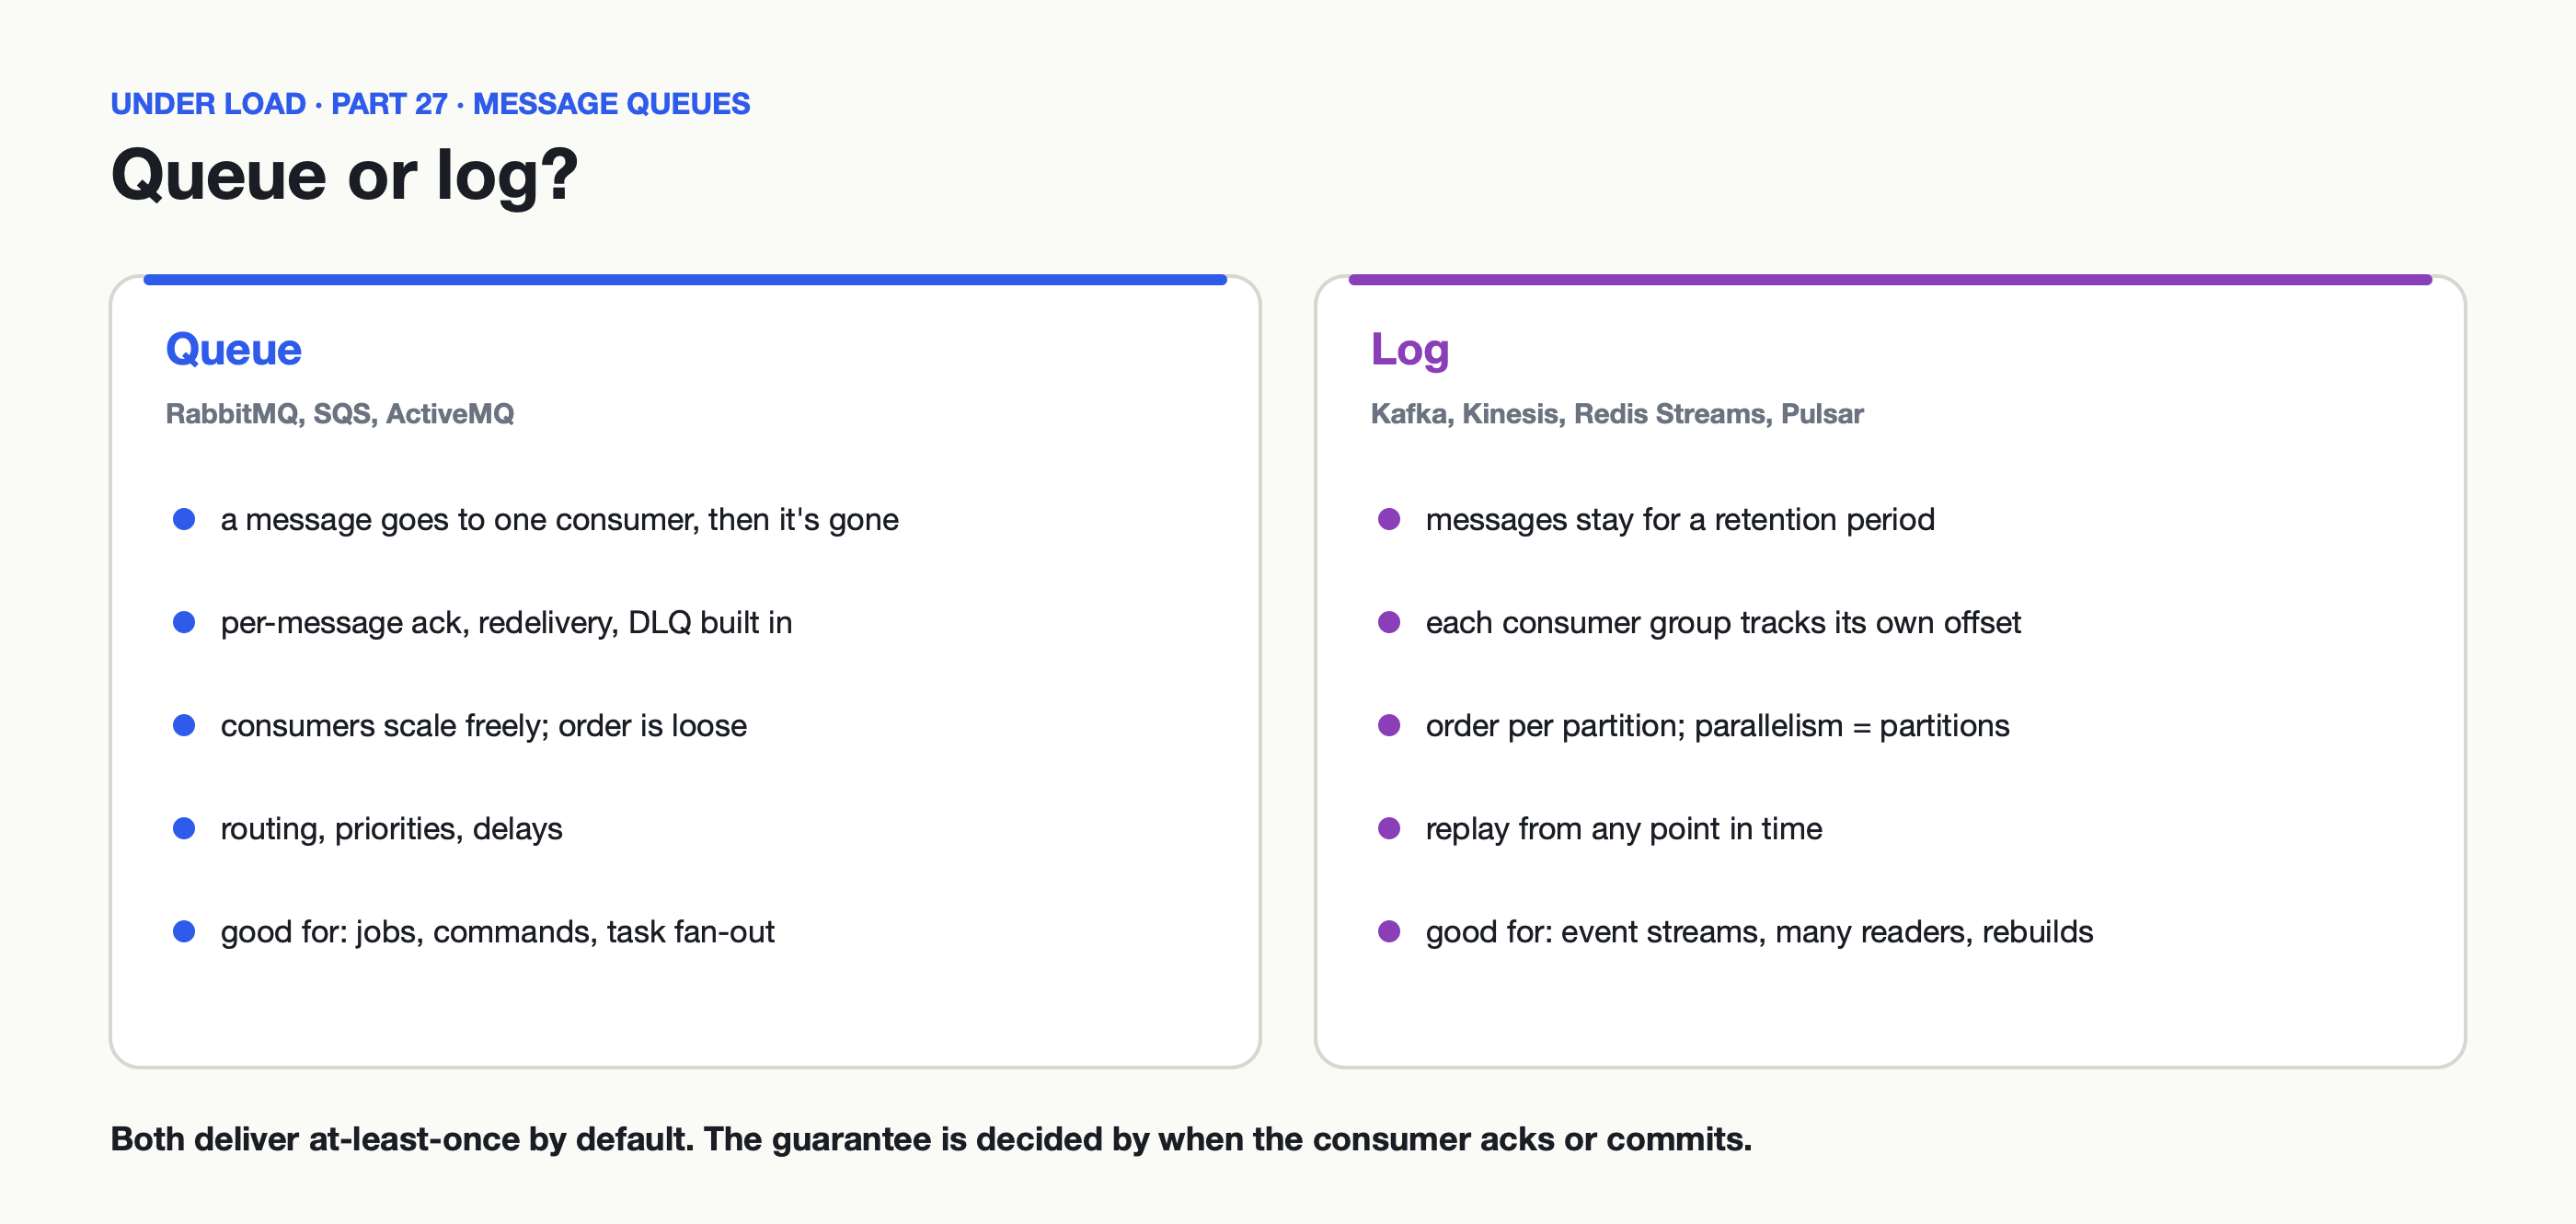 UNDER LOAD · PART 27 · MESSAGE QUEUES
Queue or log?
Queue
RabbitMQ, SQS, ActiveMQ
a message goes to one consumer, then it's gone
per-message ack, redelivery, DLQ built in
consumers scale freely; order is loose
routing, priorities, delays
good for: jobs, commands, task fan-out
Log
Kafka, Kinesis, Redis Streams, Pulsar
messages stay for a retention period
each consumer group tracks its own offset
order per partition; parallelism = partitions
replay from any point in time
good for: event streams, many readers, rebuilds
Both deliver at-least-once by default. The guarantee is decided by when the consumer acks or commits.